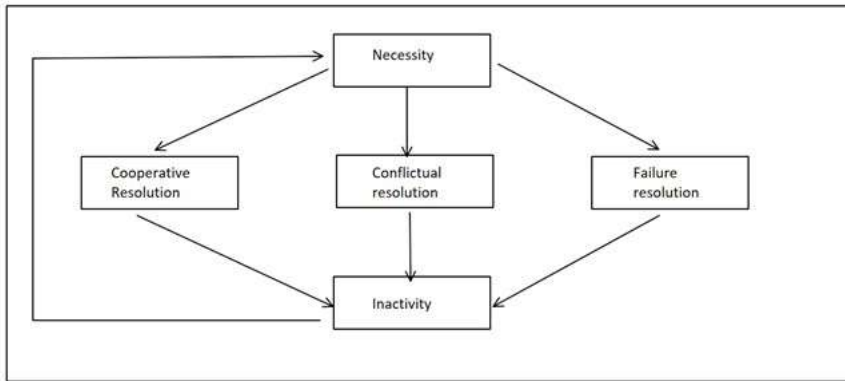 Necessity
Cooperative
Resolution
Conflictual
resolution
Failure
resolution
Inactivity